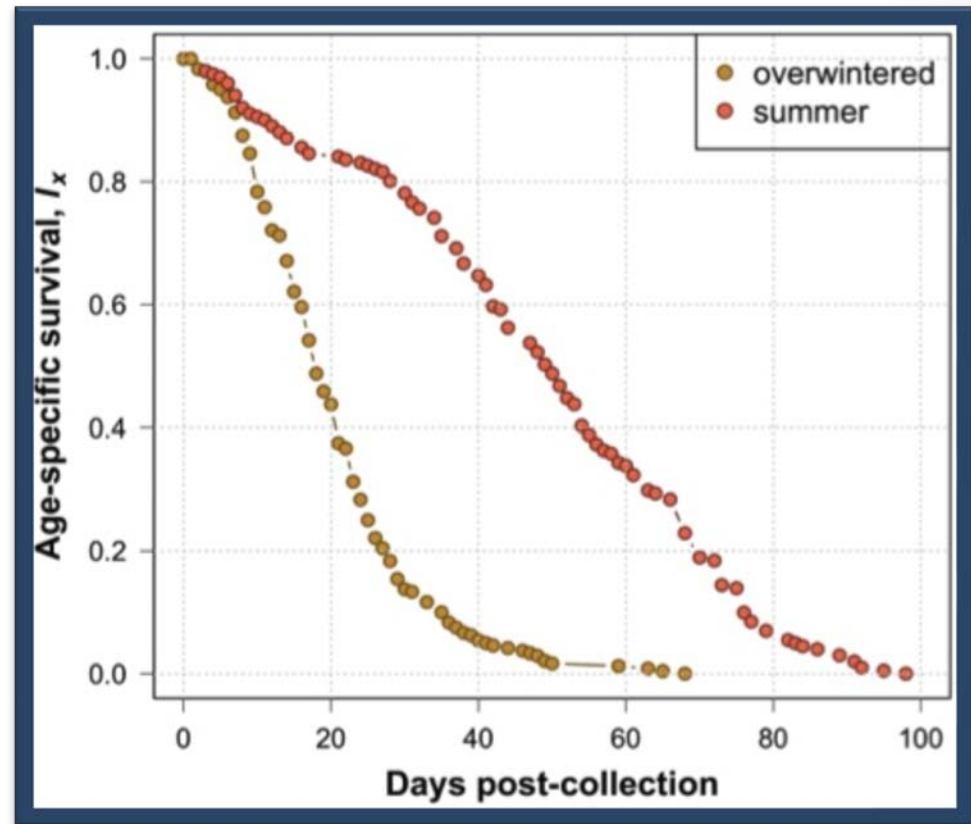 1.0
0.8
0.6
0.4
0.2
0.0
Age-specific survival, lx
overwintered
summer
0 20 40 60 80 100
Days post-collection